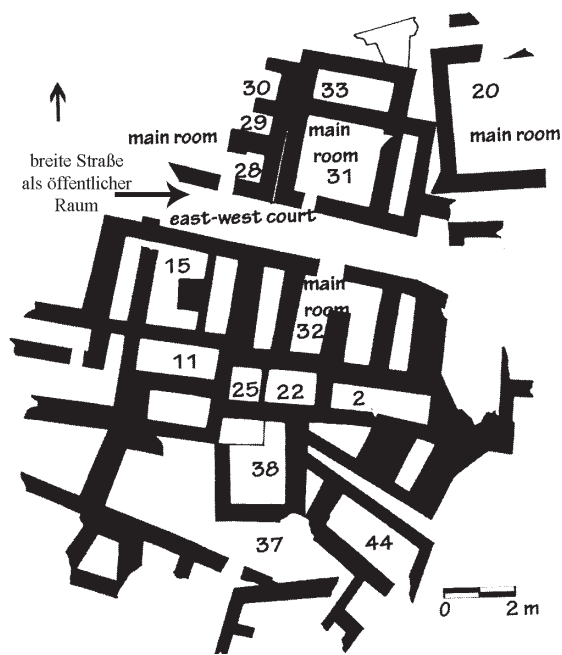 30
33
20
29
main room
main
room
31
main room
breite Straße
als öffentlicher
Raum
28
east-west court
15
main
room
32
11
25
22
2
38
37
44
0 2 m